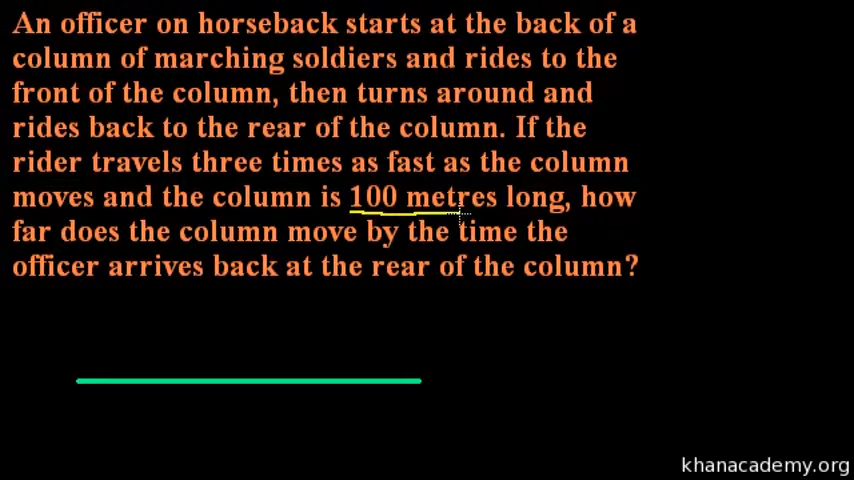 An officer on horseback starts at the back of a
column of marching soldiers and rides to the
front of the column, then turns around and
rides back to the rear of the column. If the
rider travels three times as fast as the column
moves and the column is 100 metres long, how
far does the column move by the time the
officer arrives back at the rear of the column?
khanacademy.org